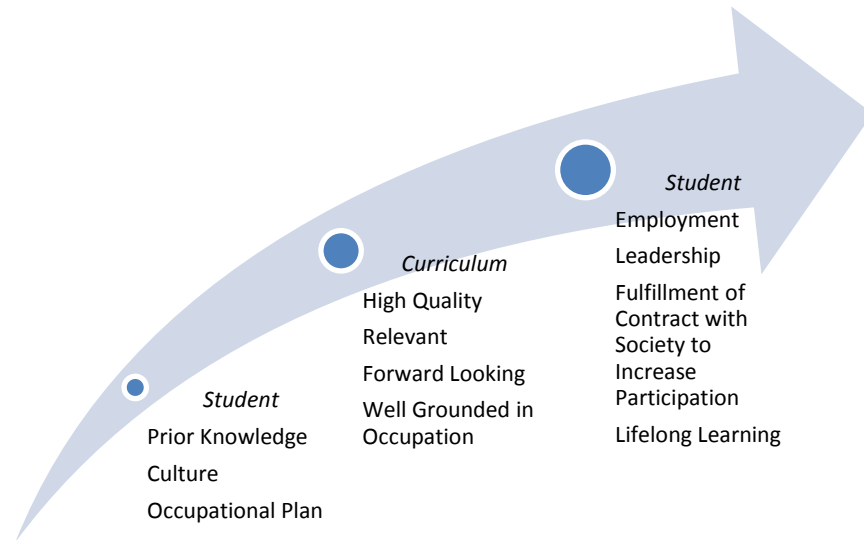 Student
Prior Knowledge
Culture
Occupational Plan
Curriculum
High Quality
Relevant
Forward Looking
Well Grounded in
Occupation
Student
Employment
Leadership
Fulfillment of
Contract with
Society to
Increase
Participation
Lifelong Learning